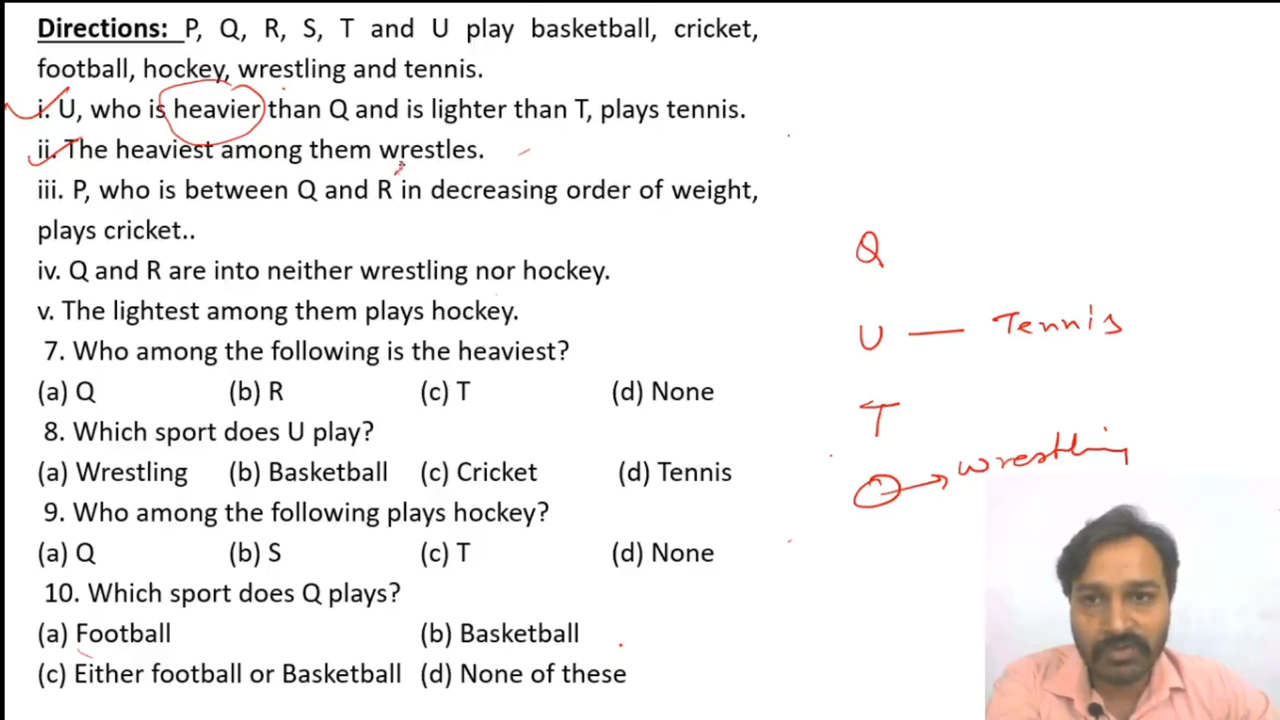 Directions: P, Q, R, S, T and U play basketball, cricket,
football, hockey, wrestling and tennis.
i. U, who is heavier than Q and is lighter than T, plays tennis.
ii. The heaviest among them wrestles.
iii. P, who is between Q and R in decreasing order of weight,
plays cricket..
iv. Q and R are into neither wrestling nor hockey.
v. The lightest among them plays hockey.
7. Who among the following is the heaviest?
(a) Q (b) R (c) T (d) None
8. Which sport does U play?
(a) Wrestling (b) Basketball (c) Cricket (d) Tennis
9. Who among the following plays hockey?
(a) Q (b) S (c) T (d) None
10. Which sport does Q plays?
(a) Football (b) Basketball
(c) Either football or Basketball (d) None of these
Q
U — Tennis
T
→ Wrestling